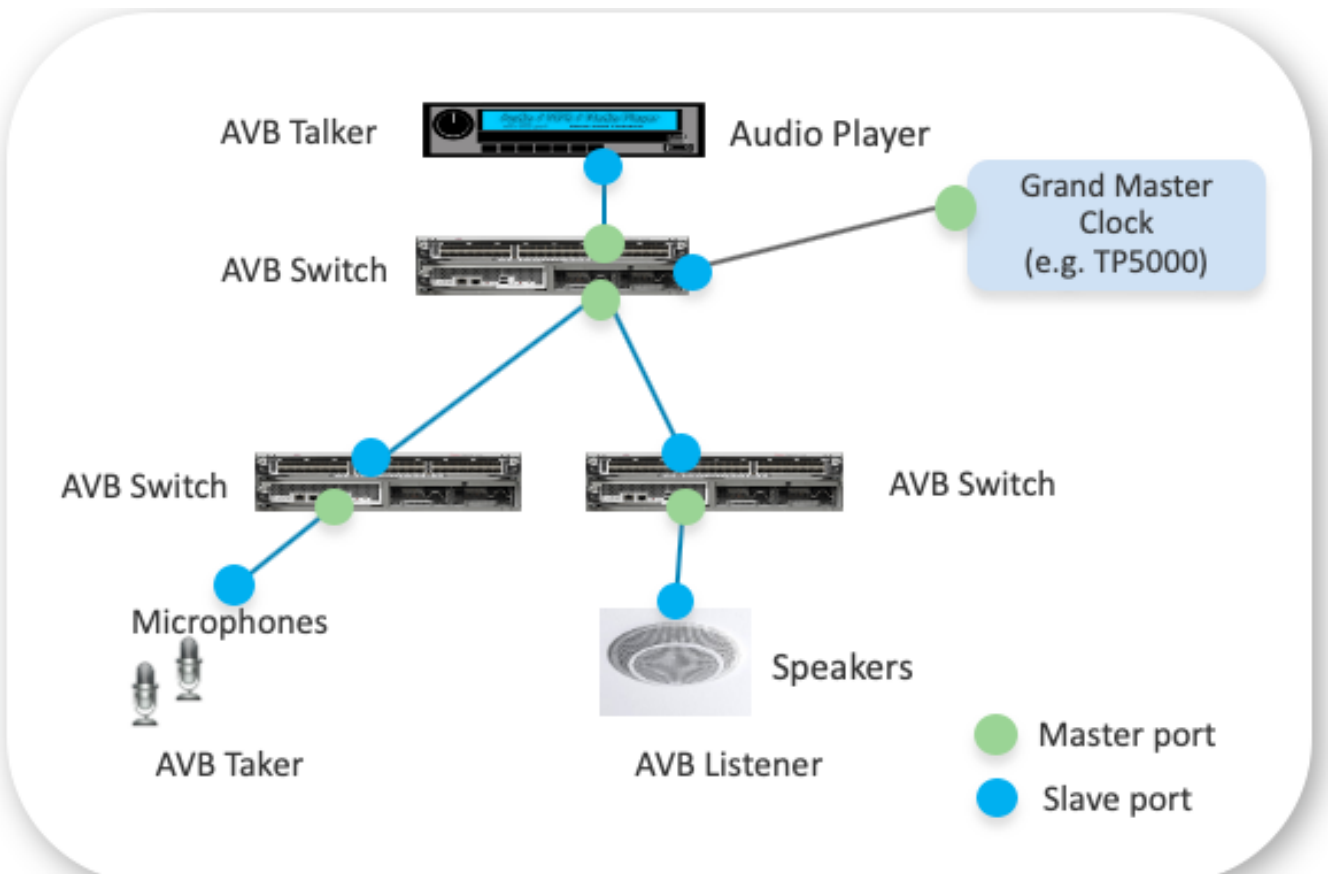 AVB Talker
Audio Player
Grand Master
Clock
(e.g. TP5000)
AVB Switch
AVB Switch
AVB Switch
Microphones
Speakers
AVB Taker
AVB Listener
Master port
Slave port